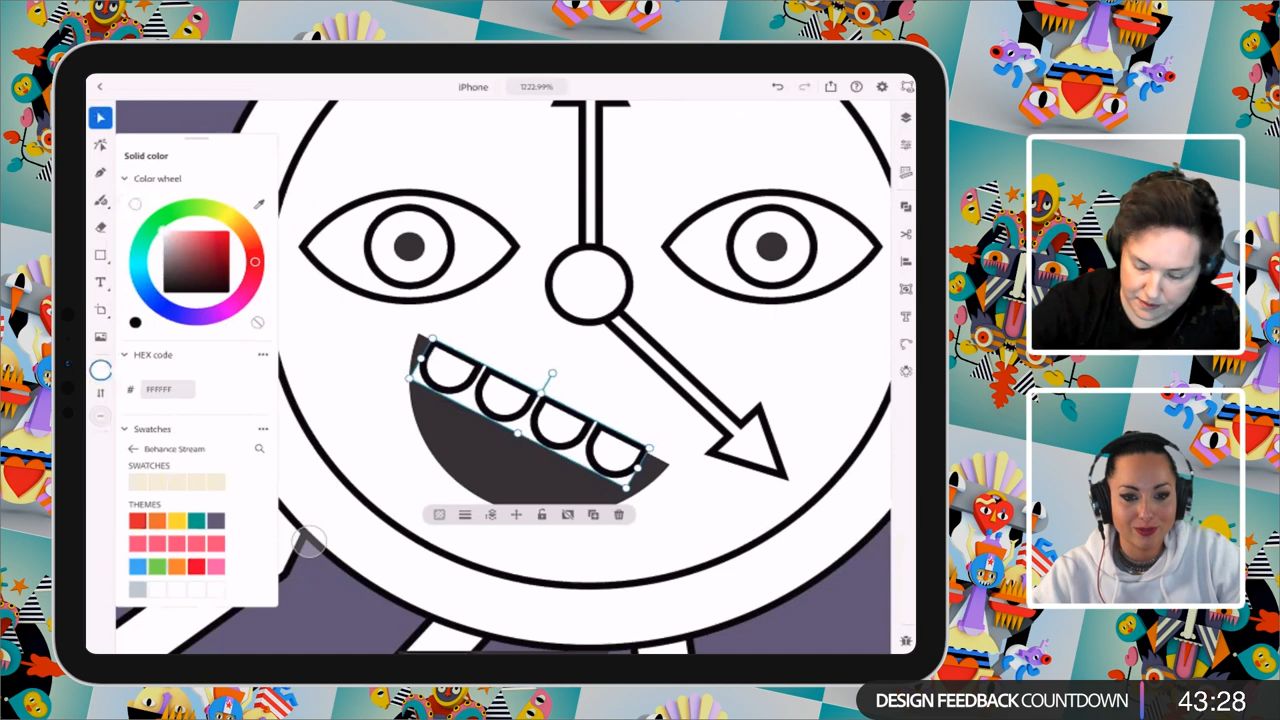 iPhone
1222.99%
Solid color
Color wheel
HEX code
# FFFFFF
Swatches
Behance Stream
SWATCHES
THEMES
DESIGN FEEDBACK COUNTDOWN 43:28